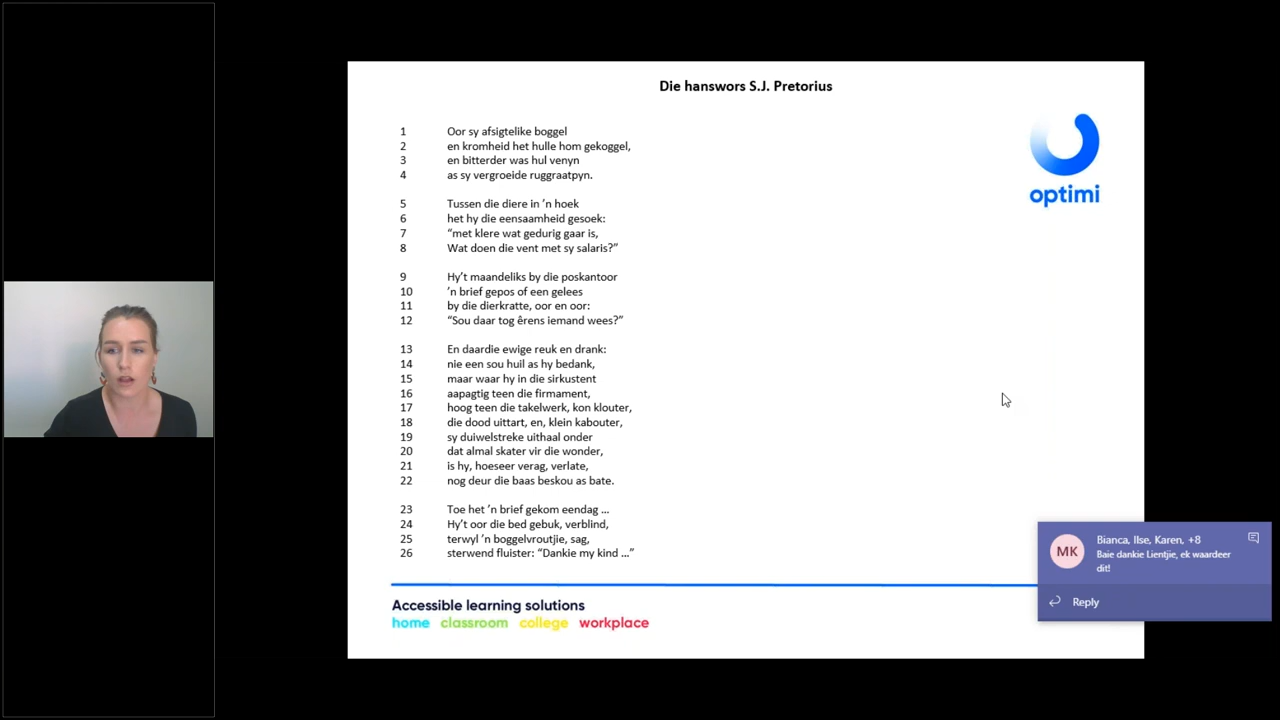 Die hanswors S.J. Pretorius
optimi
1 Oor sy afsigtelike boggel
2 en kromheid het hulle hom gekoggel,
3 en bitterder was hul venyn
4 as sy vergroeide ruggraatpyn.
5 Tussen die diere in ’n hoek
6 het hy die eensaamheid gesoek:
7 “met klere wat gedurig gaar is,
8 Wat doen die vent met sy salaris?”
9 Hy’t maandeliks by die poskantoor
10 ’n brief gepos of een gelees
11 by die dierkratte, oor en oor:
12 “Sou daar tog êrens iemand wees?”
13 En daardie ewige reuk en drank:
14 nie een sou huil as hy bedank,
15 maar waar hy in die sirkustent
16 aapagtig teen die firmament,
17 hoog teen die takelwerk, kon klouter,
18 die dood uittart, en, klein kabouter,
19 sy duiwelstreke uithaal onder
20 dat almal skater vir die wonder,
21 is hy, hoeseer verag, verlate,
22 nog deur die baas beskou as bate.
23 Toe het ’n brief gekom eendag ...
24 Hy’t oor die bed gebuk, verblind,
25 terwyl ’n boggelvroutjie, sag,
26 sterwend fluister: “Dankie my kind ...”
Accessible learning solutions
home classroom college workplace
MK
Bianca, Ilse, Karen, +8
Baie dankie Lientjie, ek waardeer
dit!
Reply